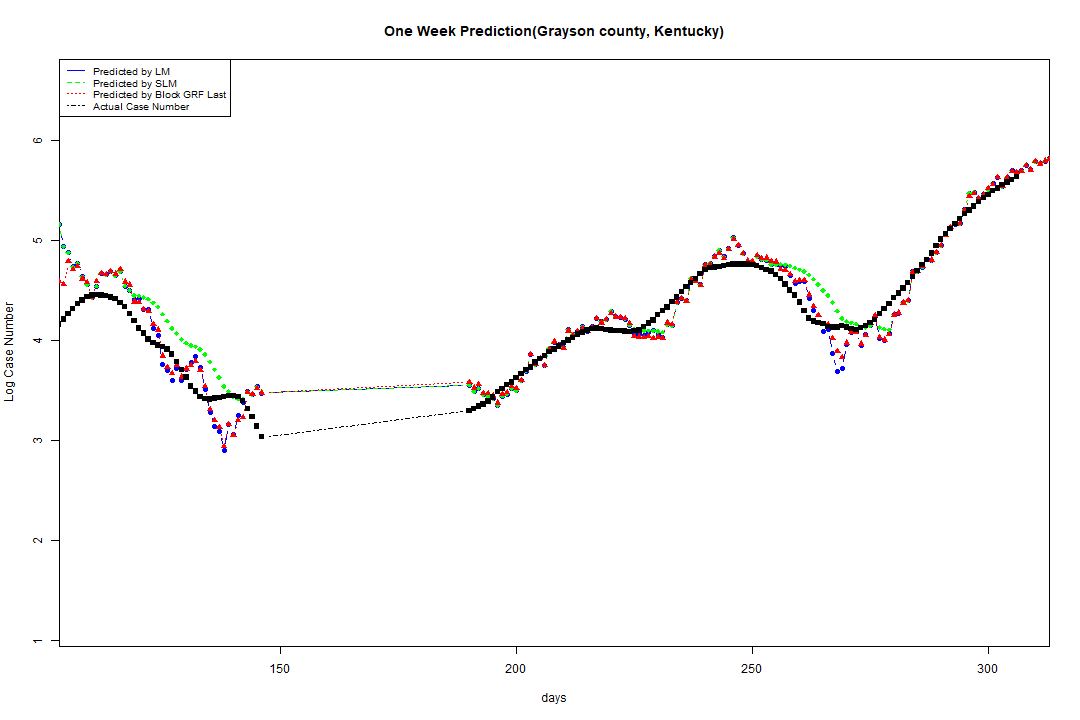 One Week Prediction(Grayson county, Kentucky)
Predicted by LM
Predicted by SLM
Predicted by Block GRF Last
Actual Case Number
Log Case Number
6
5
4
3
2
1
150
200
250
300
days